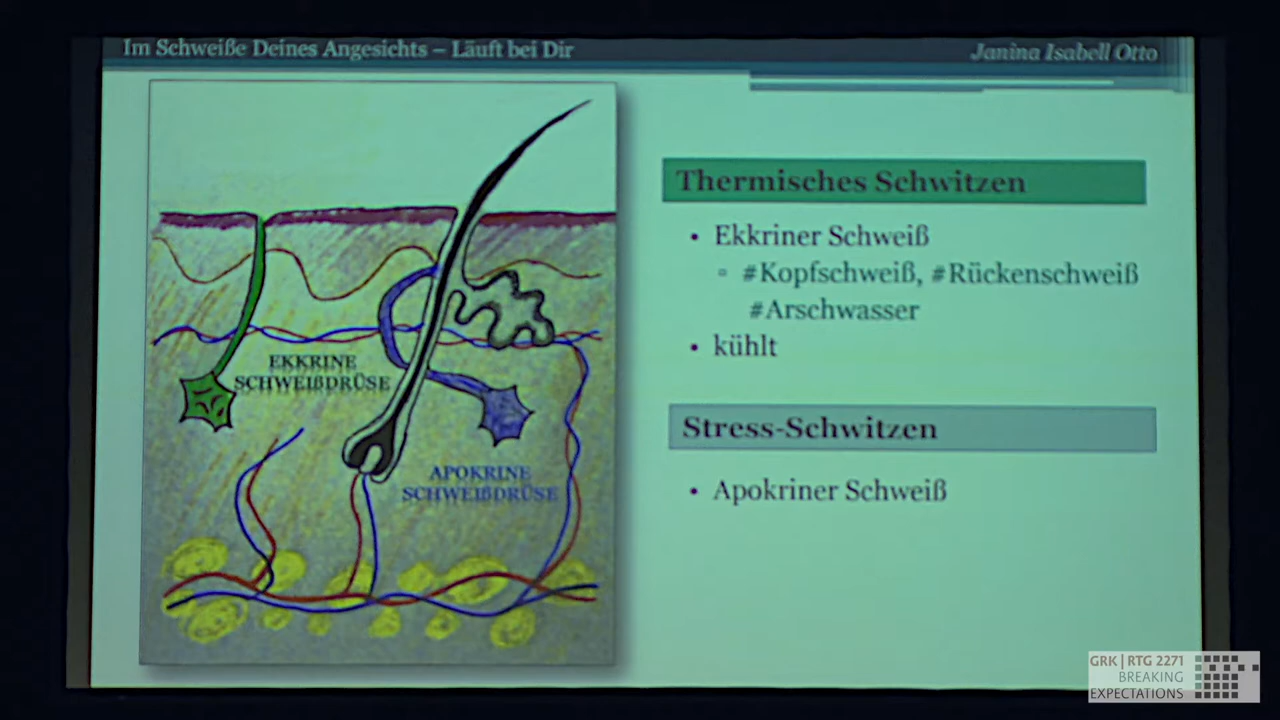 Im Schweiße Deines Angesichts – Läuft bei Dir
Janina Isabell Otto
EKKRINE
SCHWEIßDRÜSE
APOKRINE
SCHWEIßDRÜSE
Thermisches Schwitzen
• Ekkriner Schweiß
▫ #Kopfschweiß, #Rückenschweiß
#Arschwasser
• kühlt
Stress-Schwitzen
• Apokriner Schweiß
GRK | RTG 2271
BREAKING
EXPECTATIONS